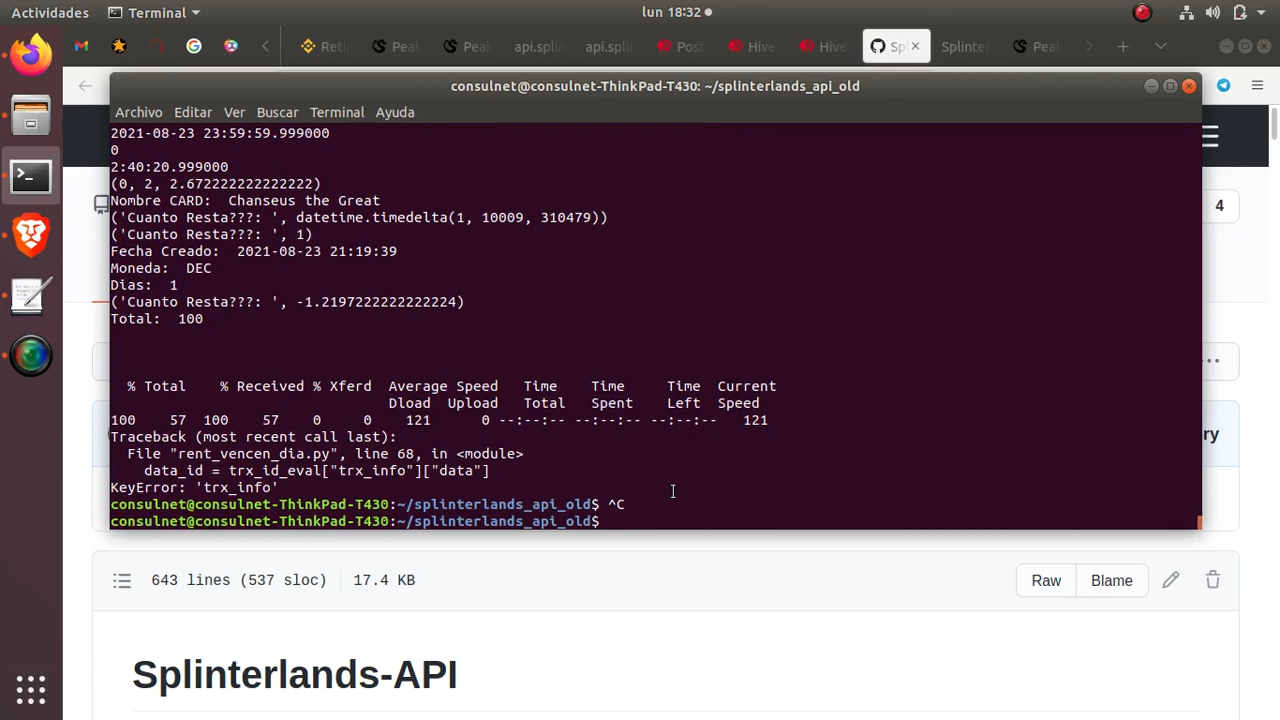 Actividades Terminal lun 18:32
Reti Peak Peak api.splin api.splin Post Hive Hive Spl Splinter Peak
consulnet@consulnet-ThinkPad-T430: ~/splinterlands_api_old
Archivo Editar Ver Buscar Terminal Ayuda
2021-08-23 23:59:59.999000
0
2:40:20.999000
(0, 2, 2.672222222222222)
Nombre CARD:  Chanseus the Great
('Cuanto Resta???: ', datetime.timedelta(1, 10009, 310479))
('Cuanto Resta???: ', 1)
Fecha Creado:  2021-08-23 21:19:39
Moneda:  DEC
Dias:  1
('Cuanto Resta???: ', -1.2197222222222224)
Total:  100
% Total    % Received % Xferd  Average Speed   Time    Time     Time  Current
Dload  Upload   Total   Spent    Left  Speed
100    57  100    57    0     0    121      0 --:--:-- --:--:-- --:--:--   121
Traceback (most recent call last):
File "rent_vencen_dia.py", line 68, in <module>
data_id = trx_id_eval["trx_info"]["data"]
KeyError: 'trx_info'
consulnet@consulnet-ThinkPad-T430:~/splinterlands_api_old$ ^C
consulnet@consulnet-ThinkPad-T430:~/splinterlands_api_old$
4
ry
643 lines (537 sloc) 17.4 KB Raw Blame
Splinterlands-API